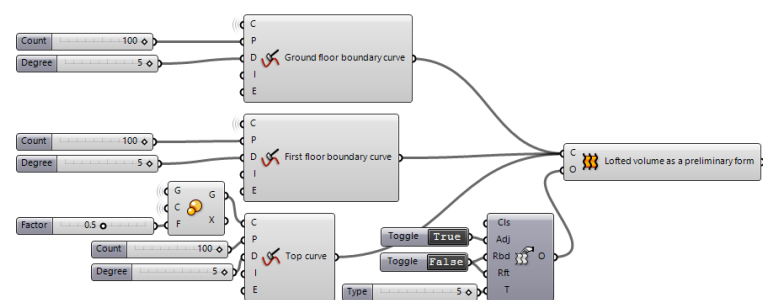 C
Count 100
P
Degree 5
D Ground floor boundary curve
I
E
C
Count 100
P
Degree 5
D First floor boundary curve
I
E
C
O Lofted volume as a preliminary form
G G
C
F X
Factor 0.5
C
Count 100
P
Degree 5
D Top curve
I
E
Toggle True
Toggle False
Type 5
Cls
Adj
Rbd O
Rft
T